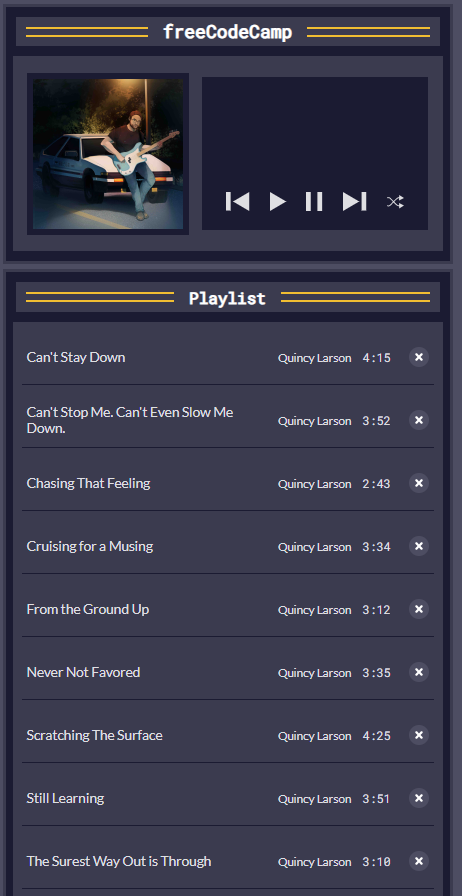 freeCodeCamp
Playlist
Can't Stay Down Quincy Larson 4:15
Can't Stop Me. Can't Even Slow Me
Down. Quincy Larson 3:52
Chasing That Feeling Quincy Larson 2:43
Cruising for a Musing Quincy Larson 3:34
From the Ground Up Quincy Larson 3:12
Never Not Favored Quincy Larson 3:35
Scratching The Surface Quincy Larson 4:25
Still Learning Quincy Larson 3:51
The Surest Way Out is Through Quincy Larson 3:10